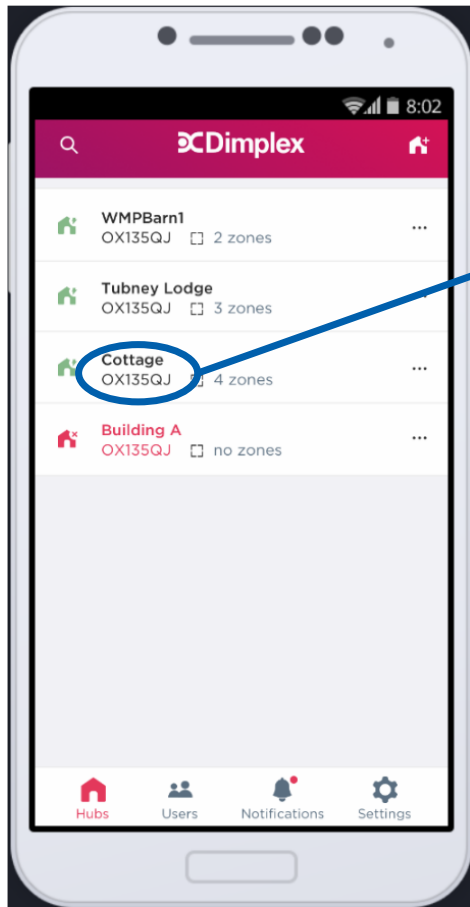 8:02
Dimplex
WMPBarn1
OX135QJ 2 zones
Tubney Lodge
OX135QJ 3 zones
Cottage
OX135QJ 4 zones
Building A
OX135QJ no zones
Hubs Users Notifications Settings